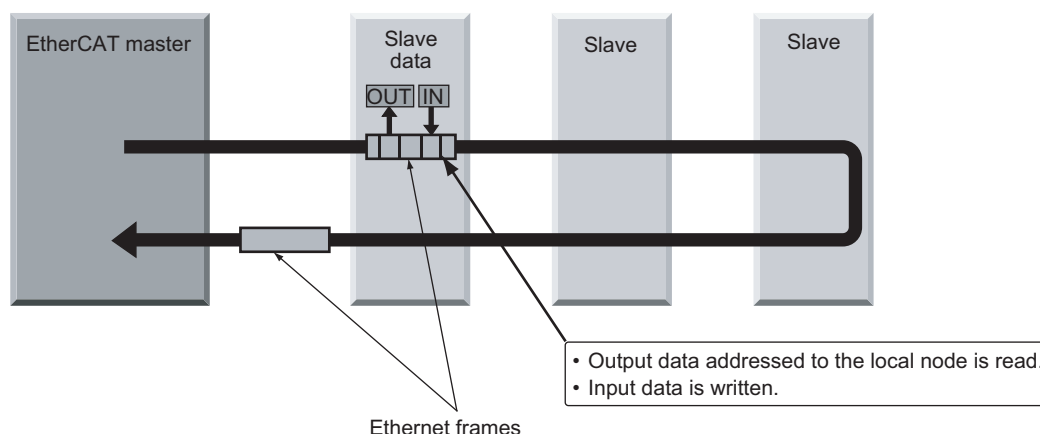 EtherCAT master
Slave
data
Slave
Slave
OUT
IN
• Output data addressed to the local node is read.
• Input data is written.
Ethernet frames